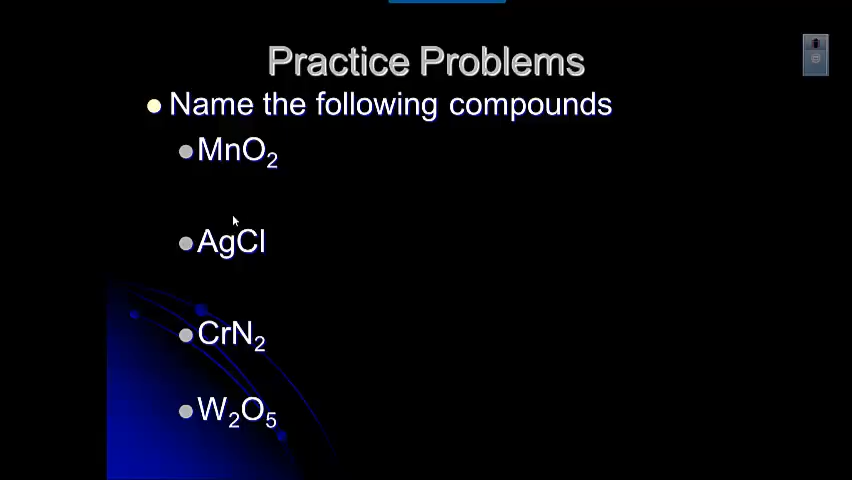 Practice Problems
Name the following compounds
MnO₂
AgCl
CrN₂
W₂O₅